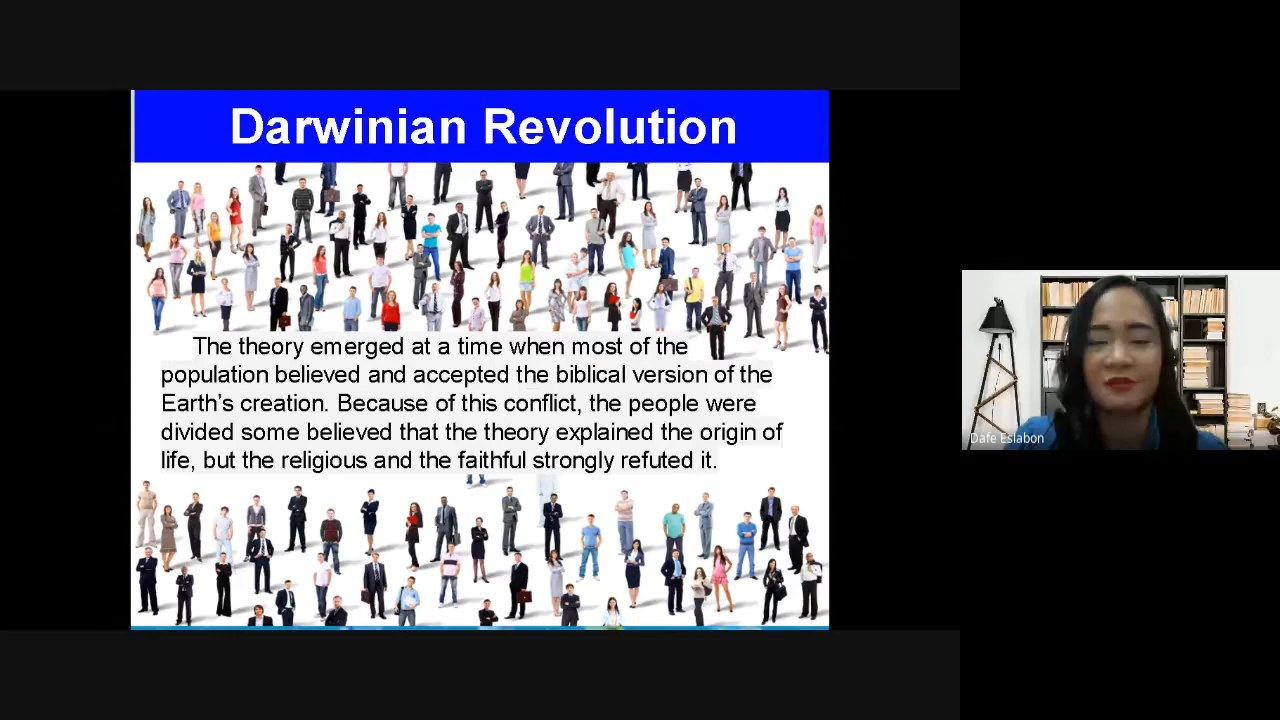 Darwinian Revolution
The theory emerged at a time when most of the
population believed and accepted the biblical version of the
Earth's creation. Because of this conflict, the people were
divided some believed that the theory explained the origin of
life, but the religious and the faithful strongly refuted it.
Dafe Eslabon